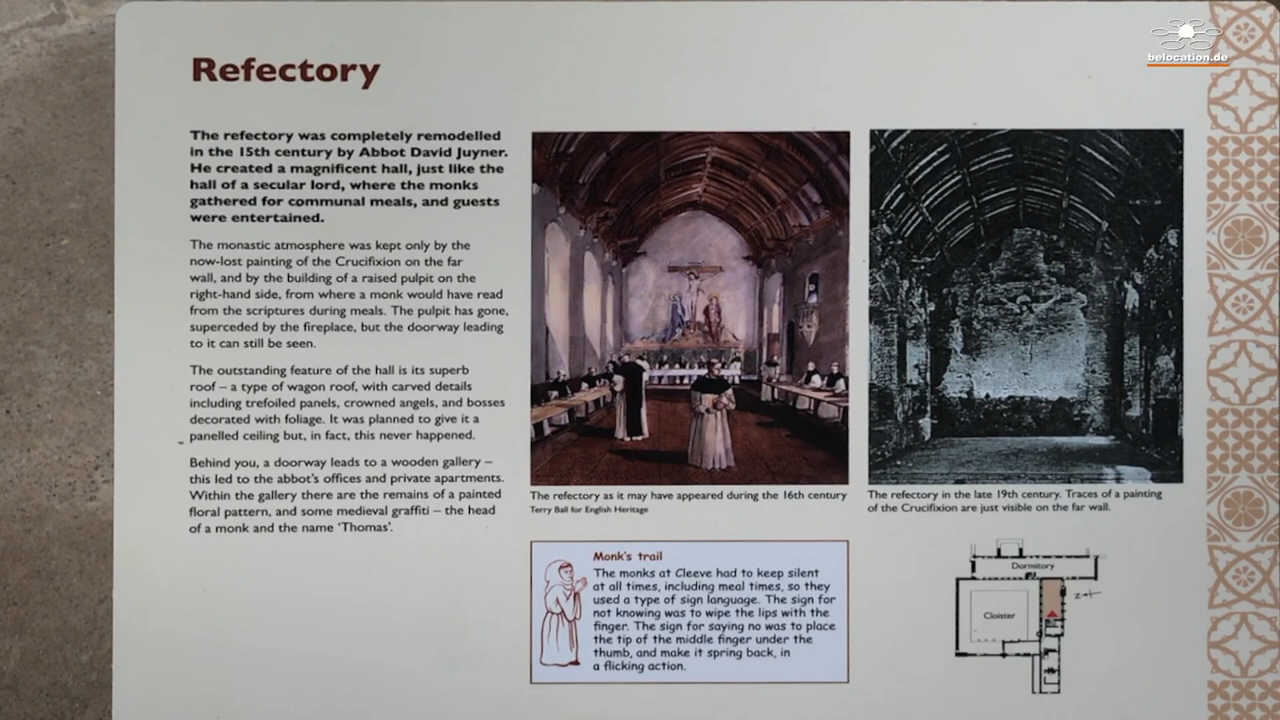 belocation.de
Refectory
The refectory was completely remodelled
in the 15th century by Abbot David Juyner.
He created a magnificent hall, just like the
hall of a secular lord, where the monks
gathered for communal meals, and guests
were entertained.
The monastic atmosphere was kept only by the
now-lost painting of the Crucifixion on the far
wall, and by the building of a raised pulpit on the
right-hand side, from where a monk would have read
from the scriptures during meals. The pulpit has gone,
superceded by the fireplace, but the doorway leading
to it can still be seen.
The outstanding feature of the hall is its superb
roof – a type of wagon roof, with carved details
including trefoiled panels, crowned angels, and bosses
decorated with foliage. It was planned to give it a
panelled ceiling but, in fact, this never happened.
Behind you, a doorway leads to a wooden gallery –
this led to the abbot's offices and private apartments.
Within the gallery there are the remains of a painted
floral pattern, and some medieval graffiti – the head
of a monk and the name 'Thomas'.
The refectory as it may have appeared during the 16th century
Terry Ball for English Heritage
The refectory in the late 19th century. Traces of a painting
of the Crucifixion are just visible on the far wall.
Monk's trail
The monks at Cleeve had to keep silent
at all times, including meal times, so they
used a type of sign language. The sign for
not knowing was to wipe the lips with the
finger. The sign for saying no was to place
the tip of the middle finger under the
thumb, and make it spring back, in
a flicking action.
Dormitory
Cloister